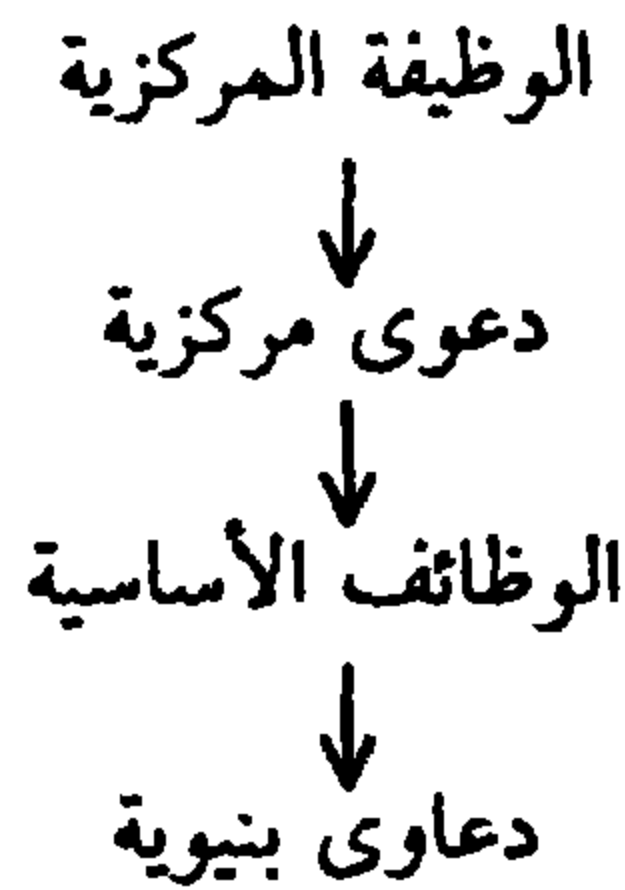 الوظيفة المركزية
دعوى مركزية
الوظائف الأساسية
دعاوى بنيوية